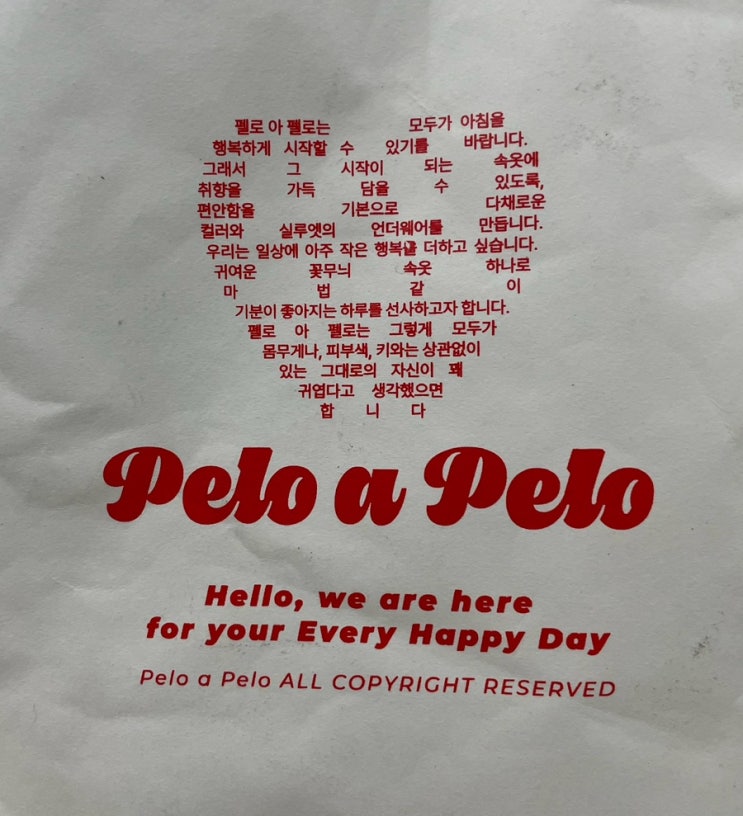 펠로 아 펠로는 모두가 아침을
행복하게 시작할 수 있기를 바랍니다.
그래서 그 시작이 되는 속옷에
취향을 가득 담을 수 있도록,
편안함을 기본으로 다채로운
컬러와 실루엣의 언더웨어를 만듭니다.
우리는 일상에 아주 작은 행복을 더하고 싶습니다.
귀여운 꽃무늬 속옷 하나로
마 법 같 이
기분이 좋아지는 하루를 선사하고자 합니다.
펠로 아 펠로는 그렇게 모두가
몸무게나, 피부색, 키와는 상관없이
있는 그대로의 자신이 꽤
귀엽다고 생각했으면
합 니 다
Pelo a Pelo
Hello, we are here
for your Every Happy Day
Pelo a Pelo ALL COPYRIGHT RESERVED